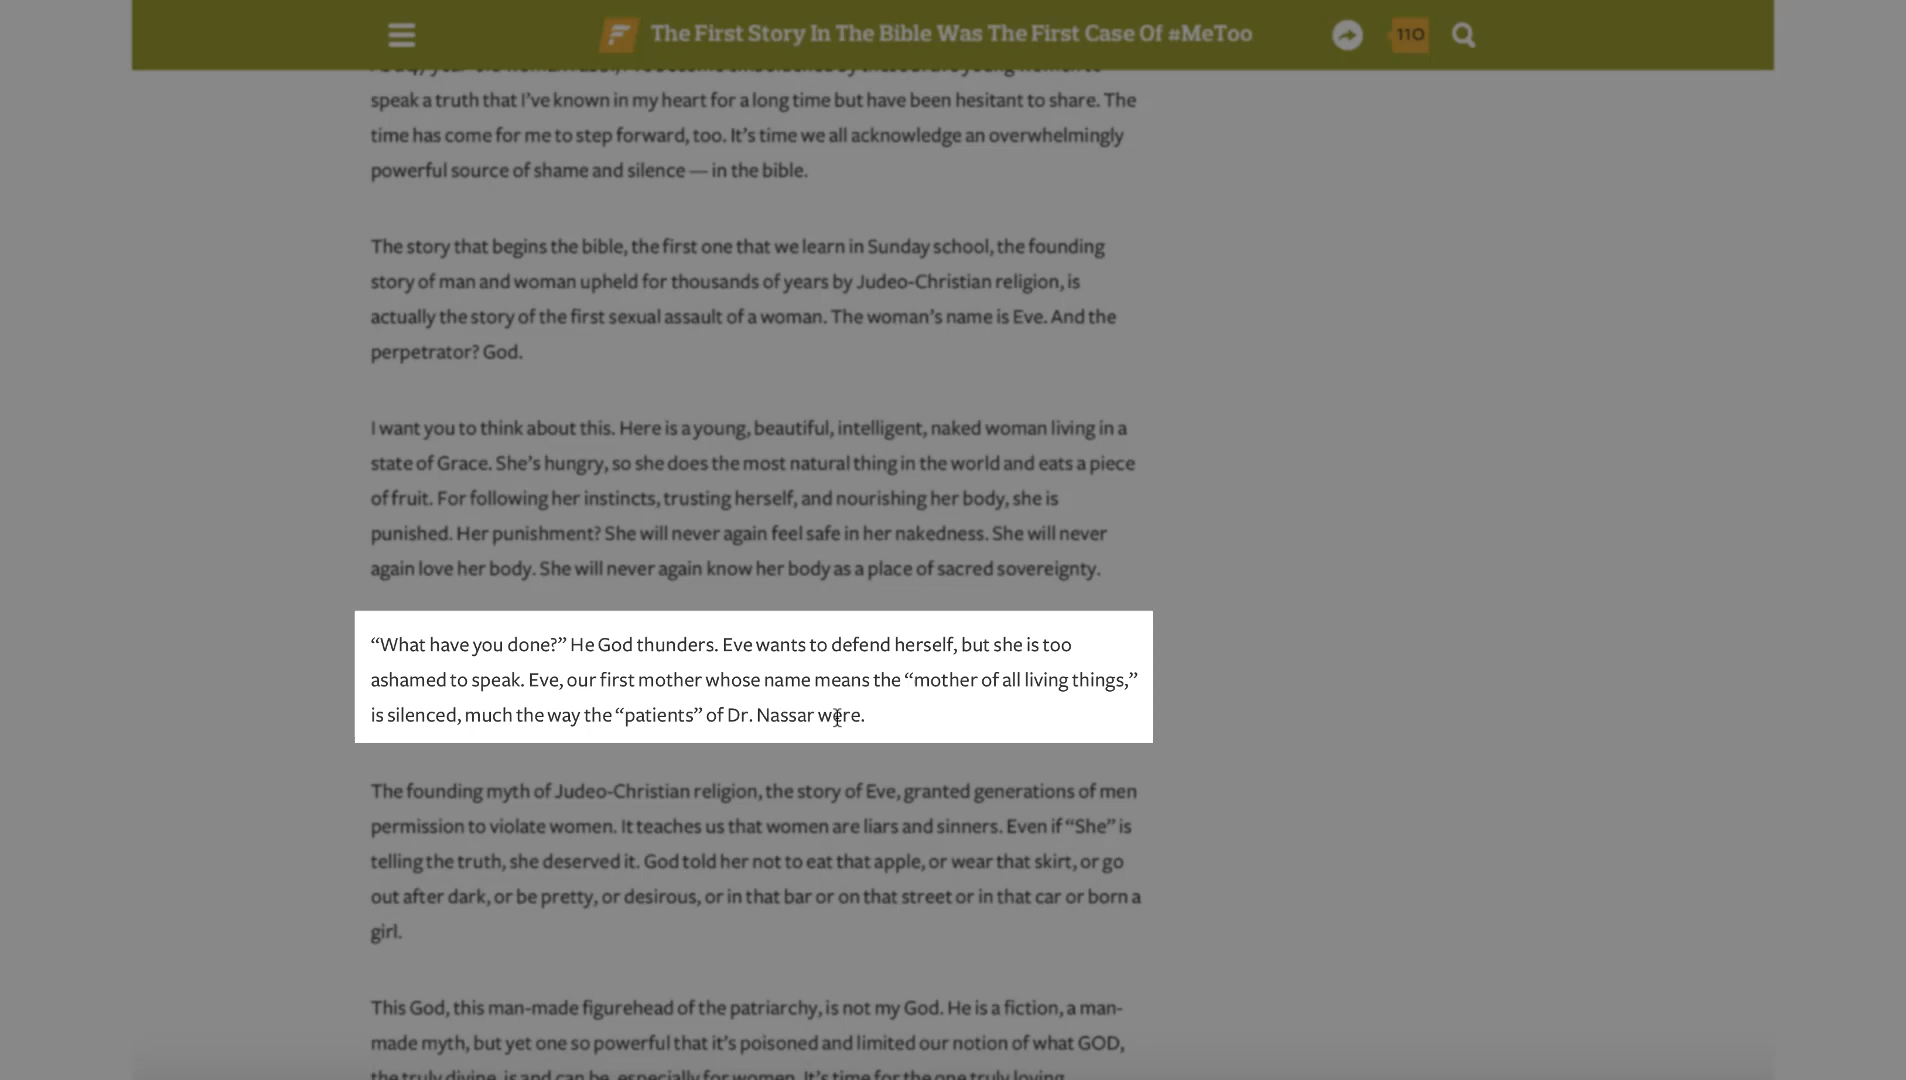 The First Story In The Bible Was The First Case Of #MeToo
110
speak a truth that I've known in my heart for a long time but have been hesitant to share. The
time has come for me to step forward, too. It's time we all acknowledge an overwhelmingly
powerful source of shame and silence — in the bible.
The story that begins the bible, the first one that we learn in Sunday school, the founding
story of man and woman upheld for thousands of years by Judeo-Christian religion, is
actually the story of the first sexual assault of a woman. The woman's name is Eve. And the
perpetrator? God.
I want you to think about this. Here is a young, beautiful, intelligent, naked woman living in a
state of Grace. She's hungry, so she does the most natural thing in the world and eats a piece
of fruit. For following her instincts, trusting herself, and nourishing her body, she is
punished. Her punishment? She will never again feel safe in her nakedness. She will never
again love her body. She will never again know her body as a place of sacred sovereignty.
“What have you done?” He God thunders. Eve wants to defend herself, but she is too
ashamed to speak. Eve, our first mother whose name means the “mother of all living things,”
is silenced, much the way the “patients” of Dr. Nassar were.
The founding myth of Judeo-Christian religion, the story of Eve, granted generations of men
permission to violate women. It teaches us that women are liars and sinners. Even if “She” is
telling the truth, she deserved it. God told her not to eat that apple, or wear that skirt, or go
out after dark, or be pretty, or desirous, or in that bar or on that street or in that car or born a
girl.
This God, this man-made figurehead of the patriarchy, is not my God. He is a fiction, a man-
made myth, but yet one so powerful that it's poisoned and limited our notion of what GOD,
the truly divine, is and can be, especially for women. It's time for the one truly loving